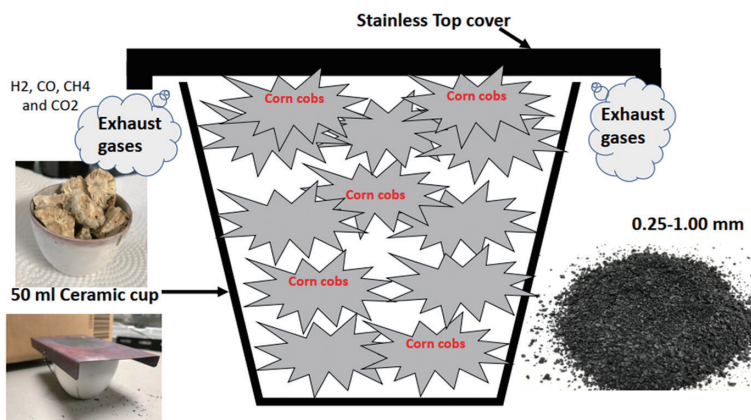 Stainless Top cover
H2, CO, CH4
and CO2
Exhaust
gases
Corn cobs
Corn cobs
Exhaust
gases
Corn cobs
0.25-1.00 mm
50 ml Ceramic cup
Corn cobs
Corn cobs